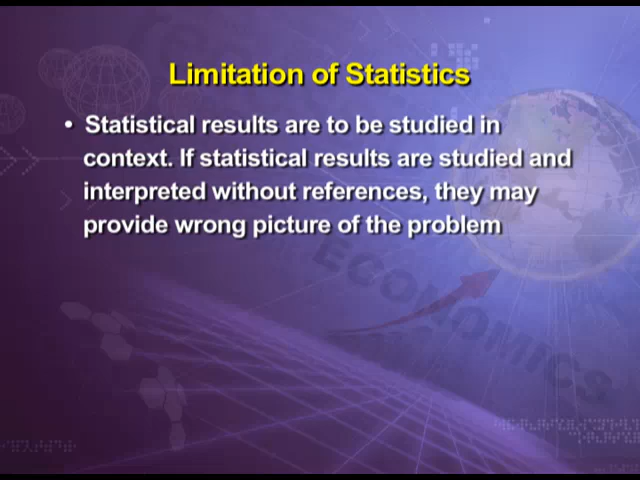 Limitation of Statistics
• Statistical results are to be studied in
context. If statistical results are studied and
interpreted without references, they may
provide wrong picture of the problem
ECONOMICS